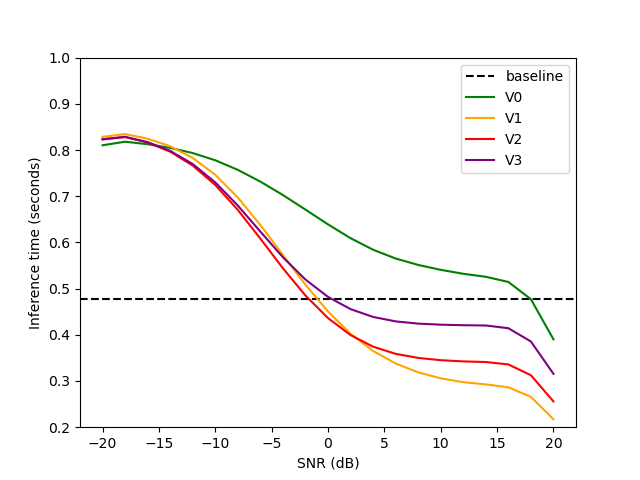 1.0
0.9
0.8
0.7
0.6
0.5
0.4
0.3
0.2
Inference time (seconds)
baseline
V0
V1
V2
V3
−20 −15 −10 −5 0 5 10 15 20
SNR (dB)